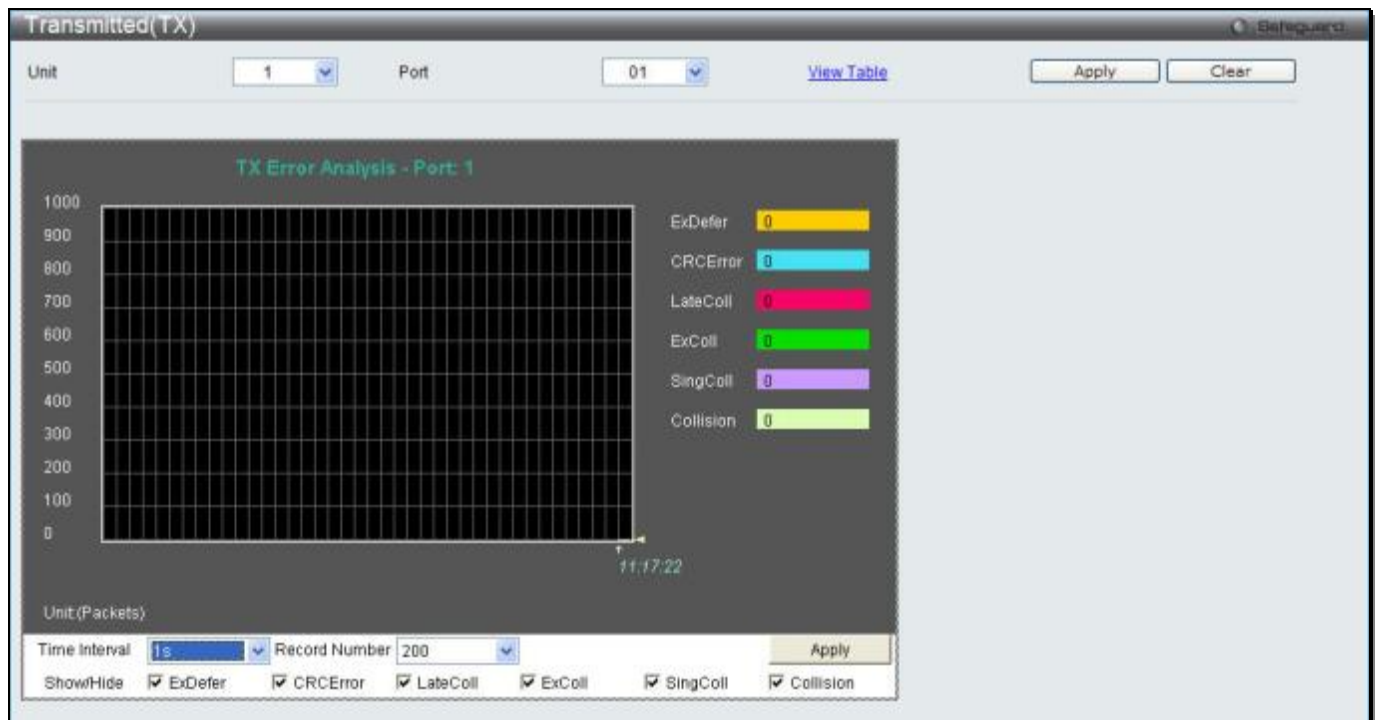 Transmitted(TX)
Safeguard
Unit 1 Port 01 View Table Apply Clear
TX Error Analysis - Port: 1
1000
900
800
700
600
500
400
300
200
100
0
ExDefer 0
CRCError 0
LateColl 0
ExColl 0
SingColl 0
Collision 0
11:17:22
Unit:(Packets)
Time Interval 1s Record Number 200 Apply
Show/Hide ExDefer CRCError LateColl ExColl SingColl Collision